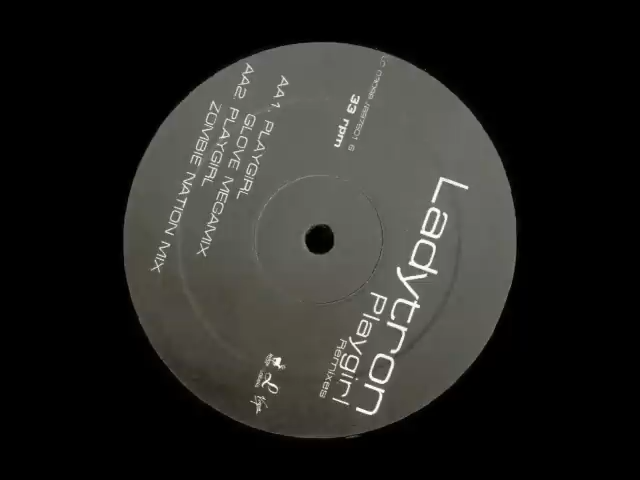 Ladytron
Playgirl
Remixes
33 rpm
AA1. PLAYGIRL
GLOVE MEGAMIX
AA2. PLAYGIRL
ZOMBIE NATION MIX